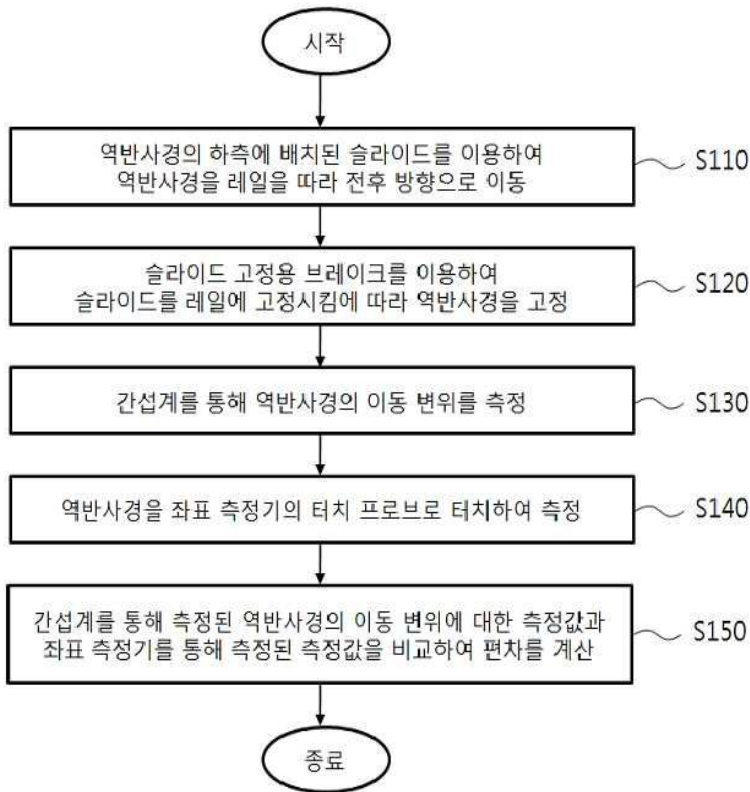 시작
역반사경의 하측에 배치된 슬라이드를 이용하여
역반사경을 레일을 따라 전후 방향으로 이동
S110
슬라이드 고정용 브레이크를 이용하여
슬라이드를 레일에 고정시킴에 따라 역반사경을 고정
S120
간섭계를 통해 역반사경의 이동 변위를 측정
S130
역반사경을 좌표 측정기의 터치 프로브로 터치하여 측정
S140
간섭계를 통해 측정된 역반사경의 이동 변위에 대한 측정값과
좌표 측정기를 통해 측정된 측정값을 비교하여 편차를 계산
S150
종료